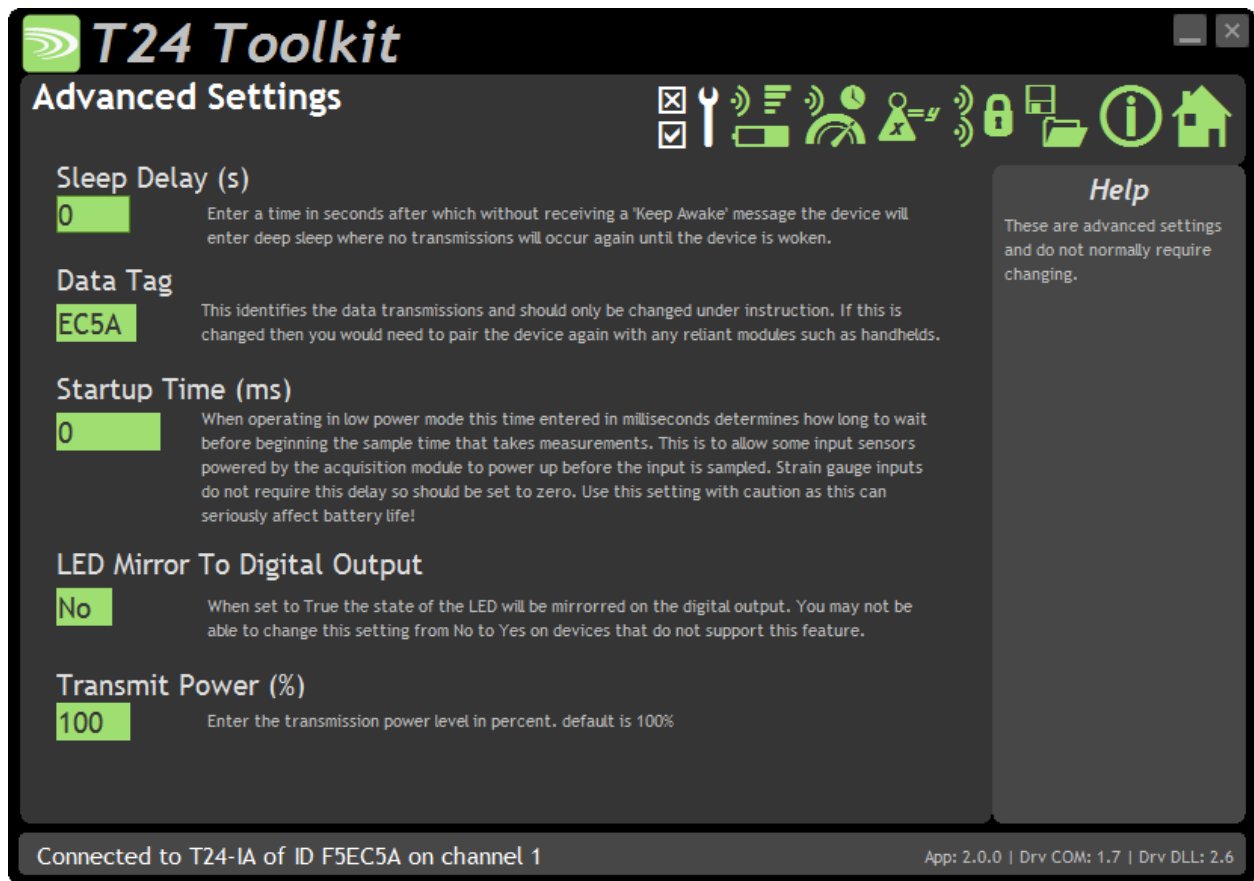 T24 Toolkit
Advanced Settings
x
=y
i
Sleep Delay (s)
0
Enter a time in seconds after which without receiving a 'Keep Awake' message the device will
enter deep sleep where no transmissions will occur again until the device is woken.
Data Tag
EC5A
This identifies the data transmissions and should only be changed under instruction. If this is
changed then you would need to pair the device again with any reliant modules such as handhelds.
Startup Time (ms)
0
When operating in low power mode this time entered in milliseconds determines how long to wait
before beginning the sample time that takes measurements. This is to allow some input sensors
powered by the acquisition module to power up before the input is sampled. Strain gauge inputs
do not require this delay so should be set to zero. Use this setting with caution as this can
seriously affect battery life!
LED Mirror To Digital Output
No
When set to True the state of the LED will be mirrorred on the digital output. You may not be
able to change this setting from No to Yes on devices that do not support this feature.
Transmit Power (%)
100
Enter the transmission power level in percent. default is 100%
Help
These are advanced settings
and do not normally require
changing.
Connected to T24-IA of ID F5EC5A on channel 1
App: 2.0.0 | Drv COM: 1.7 | Drv DLL: 2.6